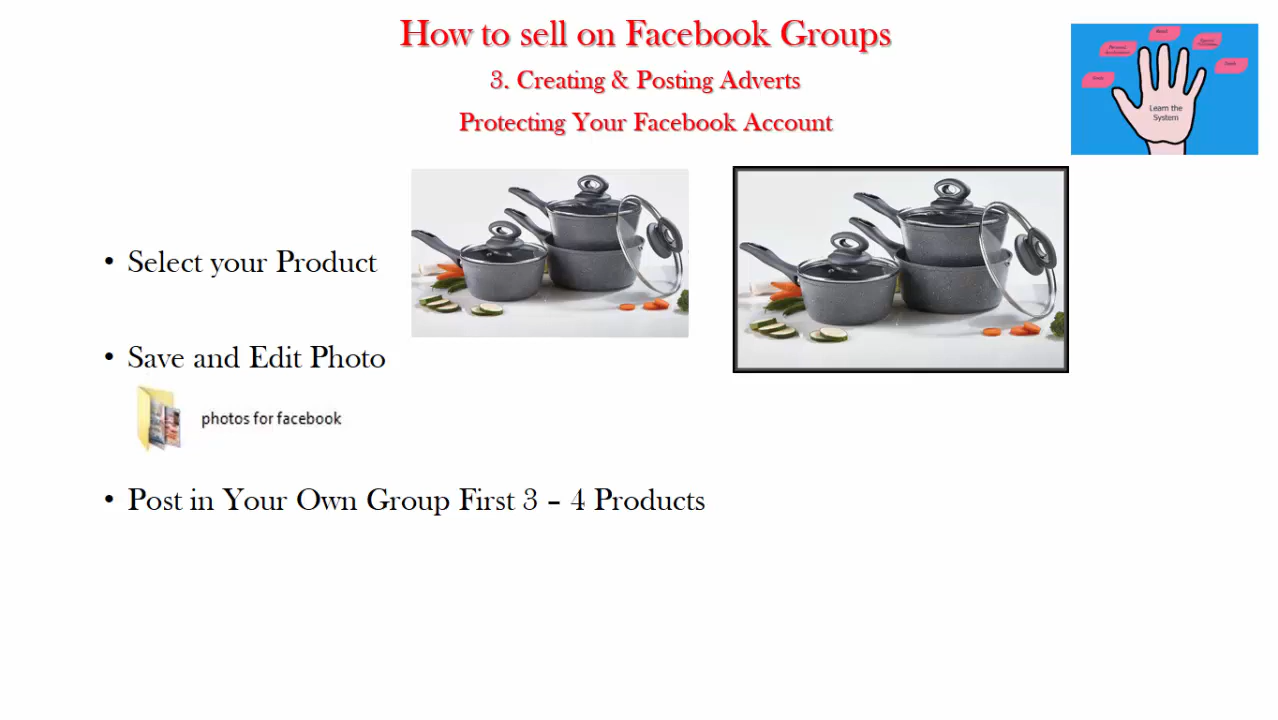 How to sell on Facebook Groups
3. Creating & Posting Adverts
Protecting Your Facebook Account
Learn the
System
• Select your Product
• Save and Edit Photo
photos for facebook
• Post in Your Own Group First 3 – 4 Products